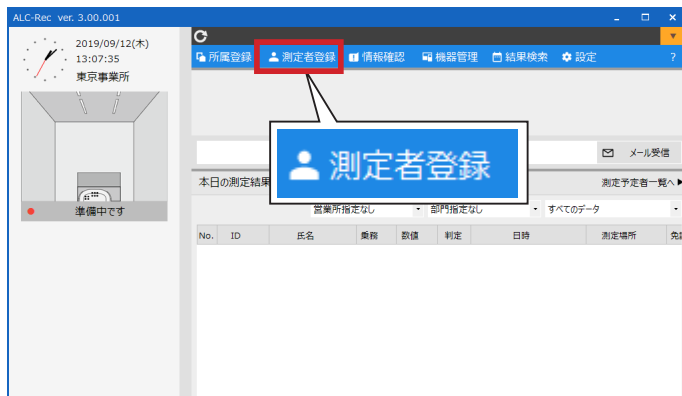 ALC-Rec ver. 3.00.001
2019/09/12(木)
13:07:35
東京事業所
準備中です
所属登録 測定者登録 情報確認 機器管理 結果検索 設定 ?
測定者登録
メール受信
本日の測定結果
測定予定者一覧へ▶
営業所指定なし 部門指定なし すべてのデータ
No. ID 氏名 乗務 数値 判定 日時 測定場所